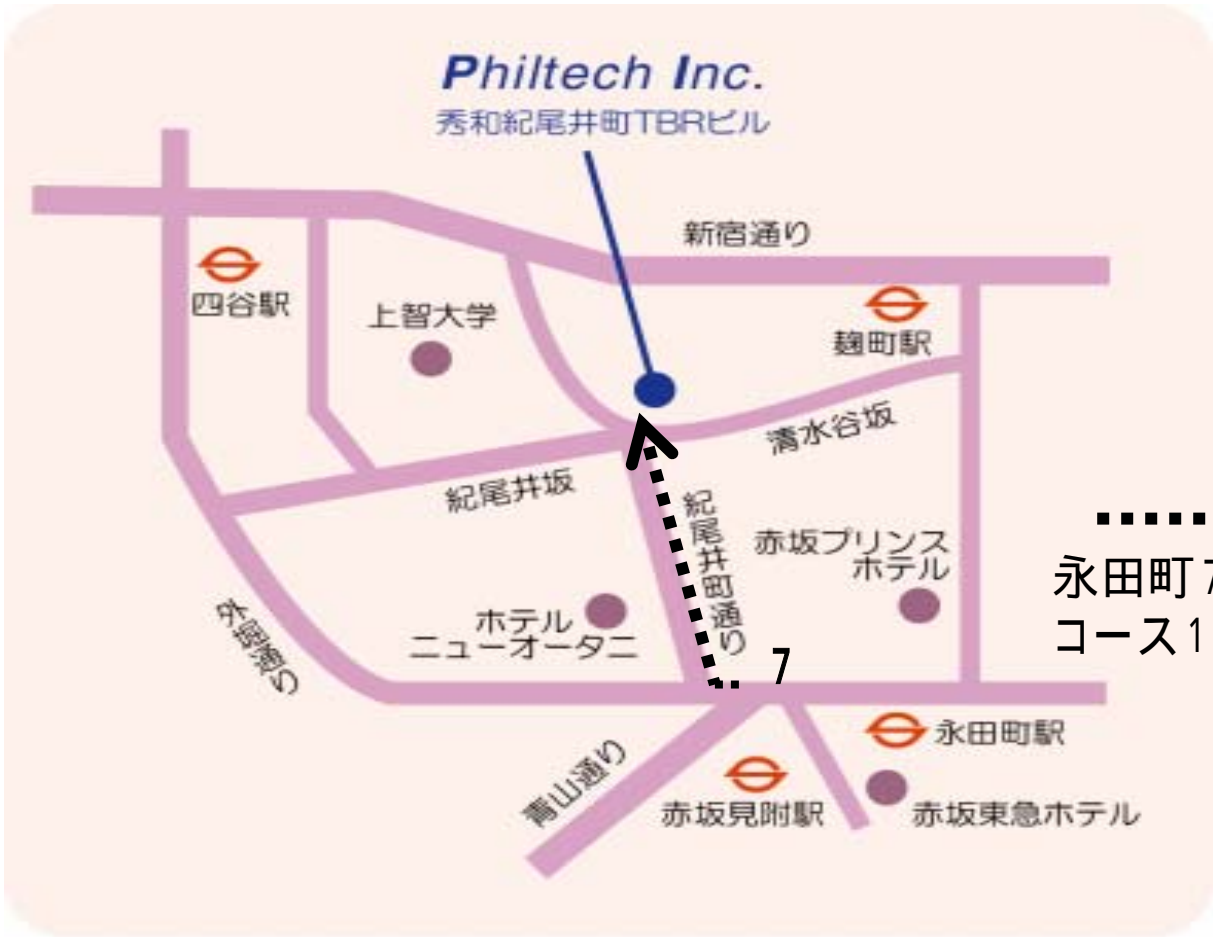 Philtech Inc.
秀和紀尾井町TBRビル
新宿通り
四谷駅
上智大学
麹町駅
清水谷坂
紀尾井坂
紀尾井町通り
赤坂プリンス
ホテル
永田町7
コース1
外堀通り
ホテル
ニューオータニ
7
永田町駅
青山通り
赤坂見附駅
赤坂東急ホテル